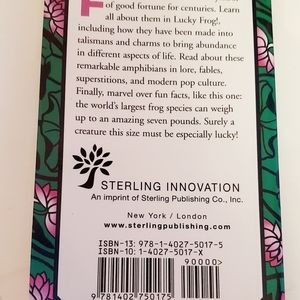 F of good fortune for centuries. Learn
all about them in Lucky Frog!,
including how they have been made into
talismans and charms to bring abundance
in different aspects of life. Read about these
remarkable amphibians in lore, fables,
superstitions, and modern pop culture.
Finally, marvel over fun facts, like this one:
the world's largest frog species can weigh
up to an amazing seven pounds. Surely a
creature this size must be especially lucky!
STERLING INNOVATION
An imprint of Sterling Publishing Co., Inc.
New York / London
www.sterlingpublishing.com
ISBN-13: 978-1-4027-5017-5
ISBN-10: 1-4027-5017-X
90000>
9 781402 750175